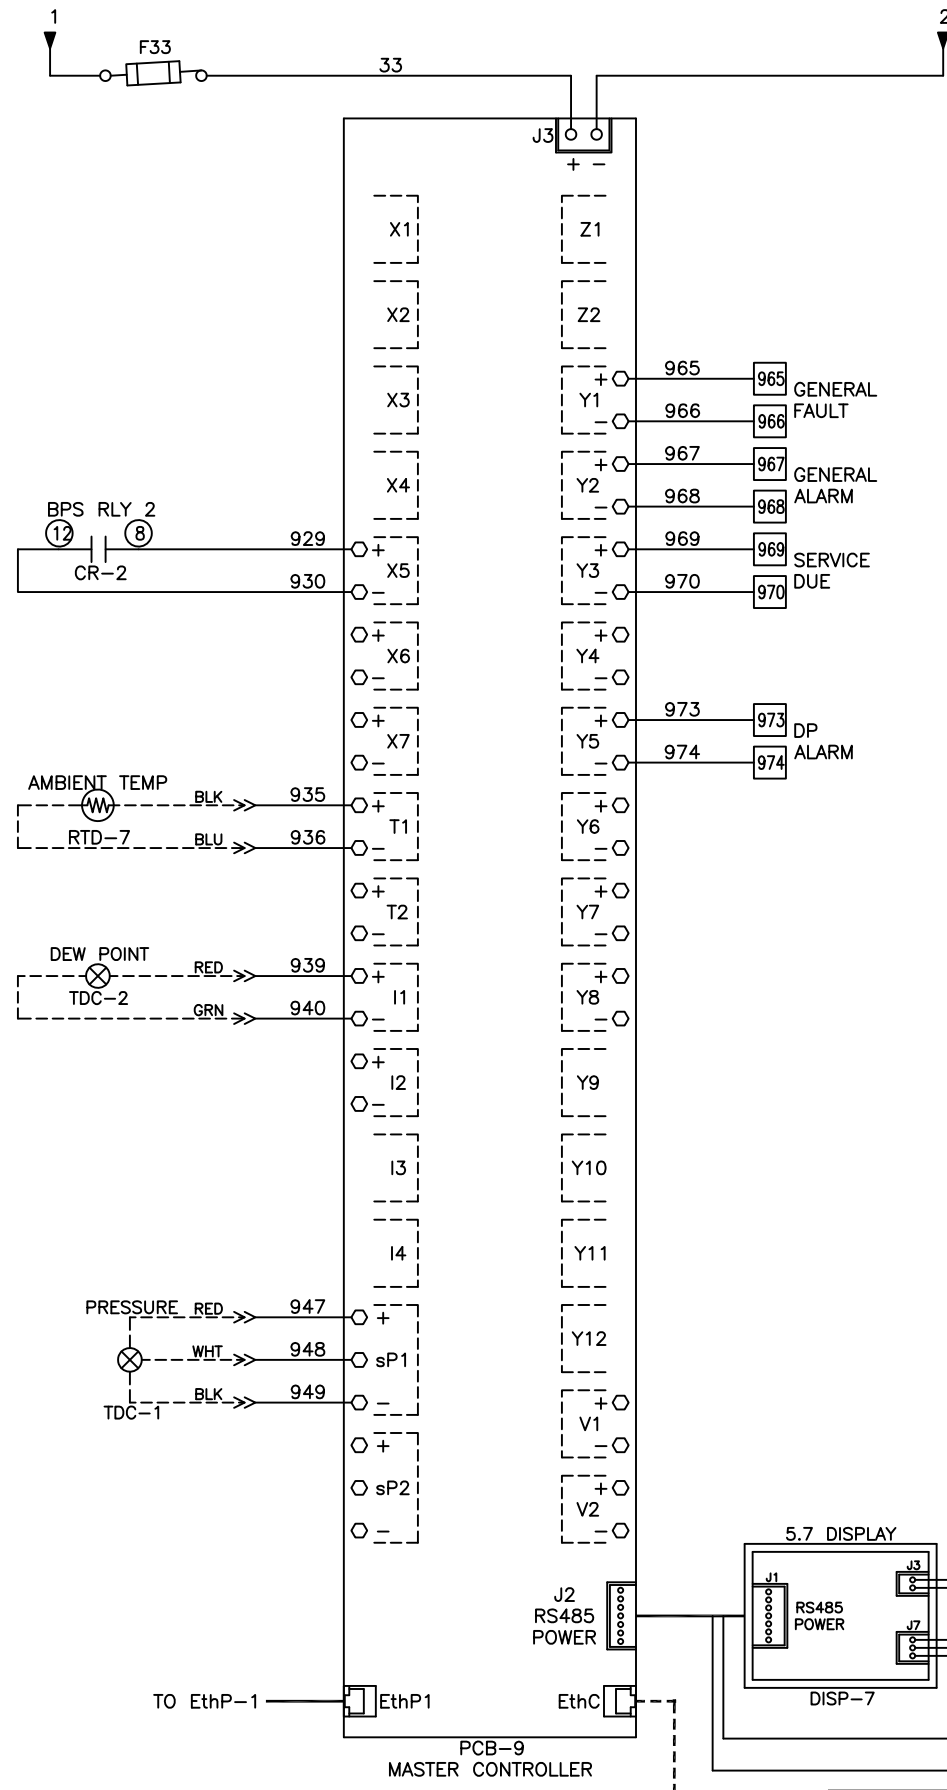 1
2
F33
33
J3
+ −
X1
Z1
X2
Z2
X3
+
Y1
−
965
966
965
966
GENERAL
FAULT
X4
+
Y2
−
967
968
967
968
GENERAL
ALARM
BPS RLY 2
12
8
CR-2
929
930
+
X5
−
+
Y3
−
969
970
969
970
SERVICE
DUE
+
X6
−
+
Y4
−
+
X7
−
+
Y5
−
973
974
973
974
DP
ALARM
AMBIENT TEMP
RTD-7
BLK
BLU
935
936
+
T1
−
+
Y6
−
+
T2
−
+
Y7
−
DEW POINT
TDC-2
RED
GRN
939
940
+
I1
−
+
Y8
−
+
I2
−
Y9
I3
Y10
I4
Y11
PRESSURE
TDC-1
RED
WHT
BLK
947
948
949
+
sP1
−
Y12
+
V1
−
+
sP2
−
+
V2
−
J2
RS485
POWER
5.7 DISPLAY
J1
RS485
POWER
J3
J7
DISP-7
TO EthP-1
EthP1
EthC
PCB-9
MASTER CONTROLLER